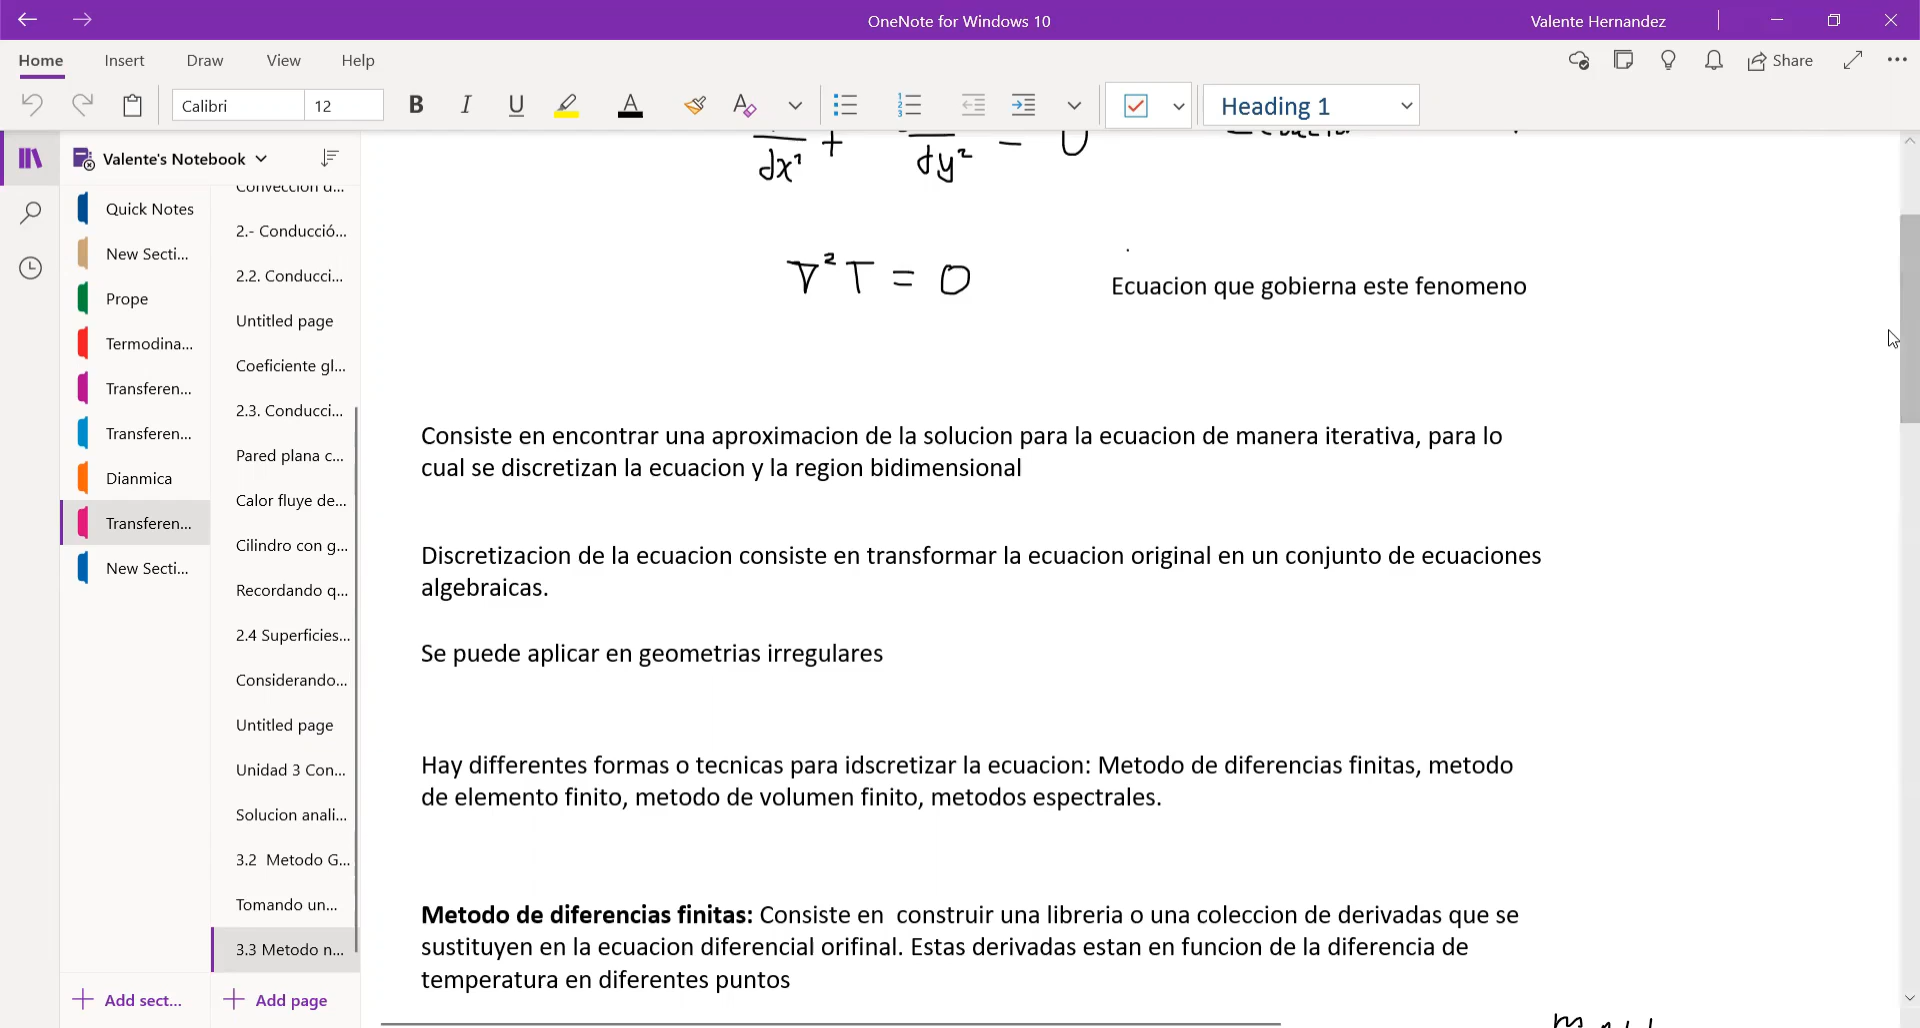 OneNote for Windows 10
Valente Hernandez
Home Insert Draw View Help
Share
Calibri 12
B I U A A
Heading 1
Valente's Notebook
Quick Notes
New Secti...
Prope
Termodina...
Transferen...
Transferen...
Dianmica
Transferen...
New Secti...
Add sect...
Conveccion d...
2.- Conducció...
2.2. Conducci...
Untitled page
Coeficiente gl...
2.3. Conducci...
Pared plana c...
Calor fluye de...
Cilindro con g...
Recordando q...
2.4 Superficies...
Considerando...
Untitled page
Unidad 3 Con...
Solucion anali...
3.2 Metodo G...
Tomando un...
3.3 Metodo n...
Add page
dx² + dy² = 0
∇²T = 0
Ecuacion que gobierna este fenomeno
Consiste en encontrar una aproximacion de la solucion para la ecuacion de manera iterativa, para lo
cual se discretizan la ecuacion y la region bidimensional
Discretizacion de la ecuacion consiste en transformar la ecuacion original en un conjunto de ecuaciones
algebraicas.
Se puede aplicar en geometrias irregulares
Hay differentes formas o tecnicas para idscretizar la ecuacion: Metodo de diferencias finitas, metodo
de elemento finito, metodo de volumen finito, metodos espectrales.
Metodo de diferencias finitas: Consiste en construir una libreria o una coleccion de derivadas que se
sustituyen en la ecuacion diferencial orifinal. Estas derivadas estan en funcion de la diferencia de
temperatura en diferentes puntos